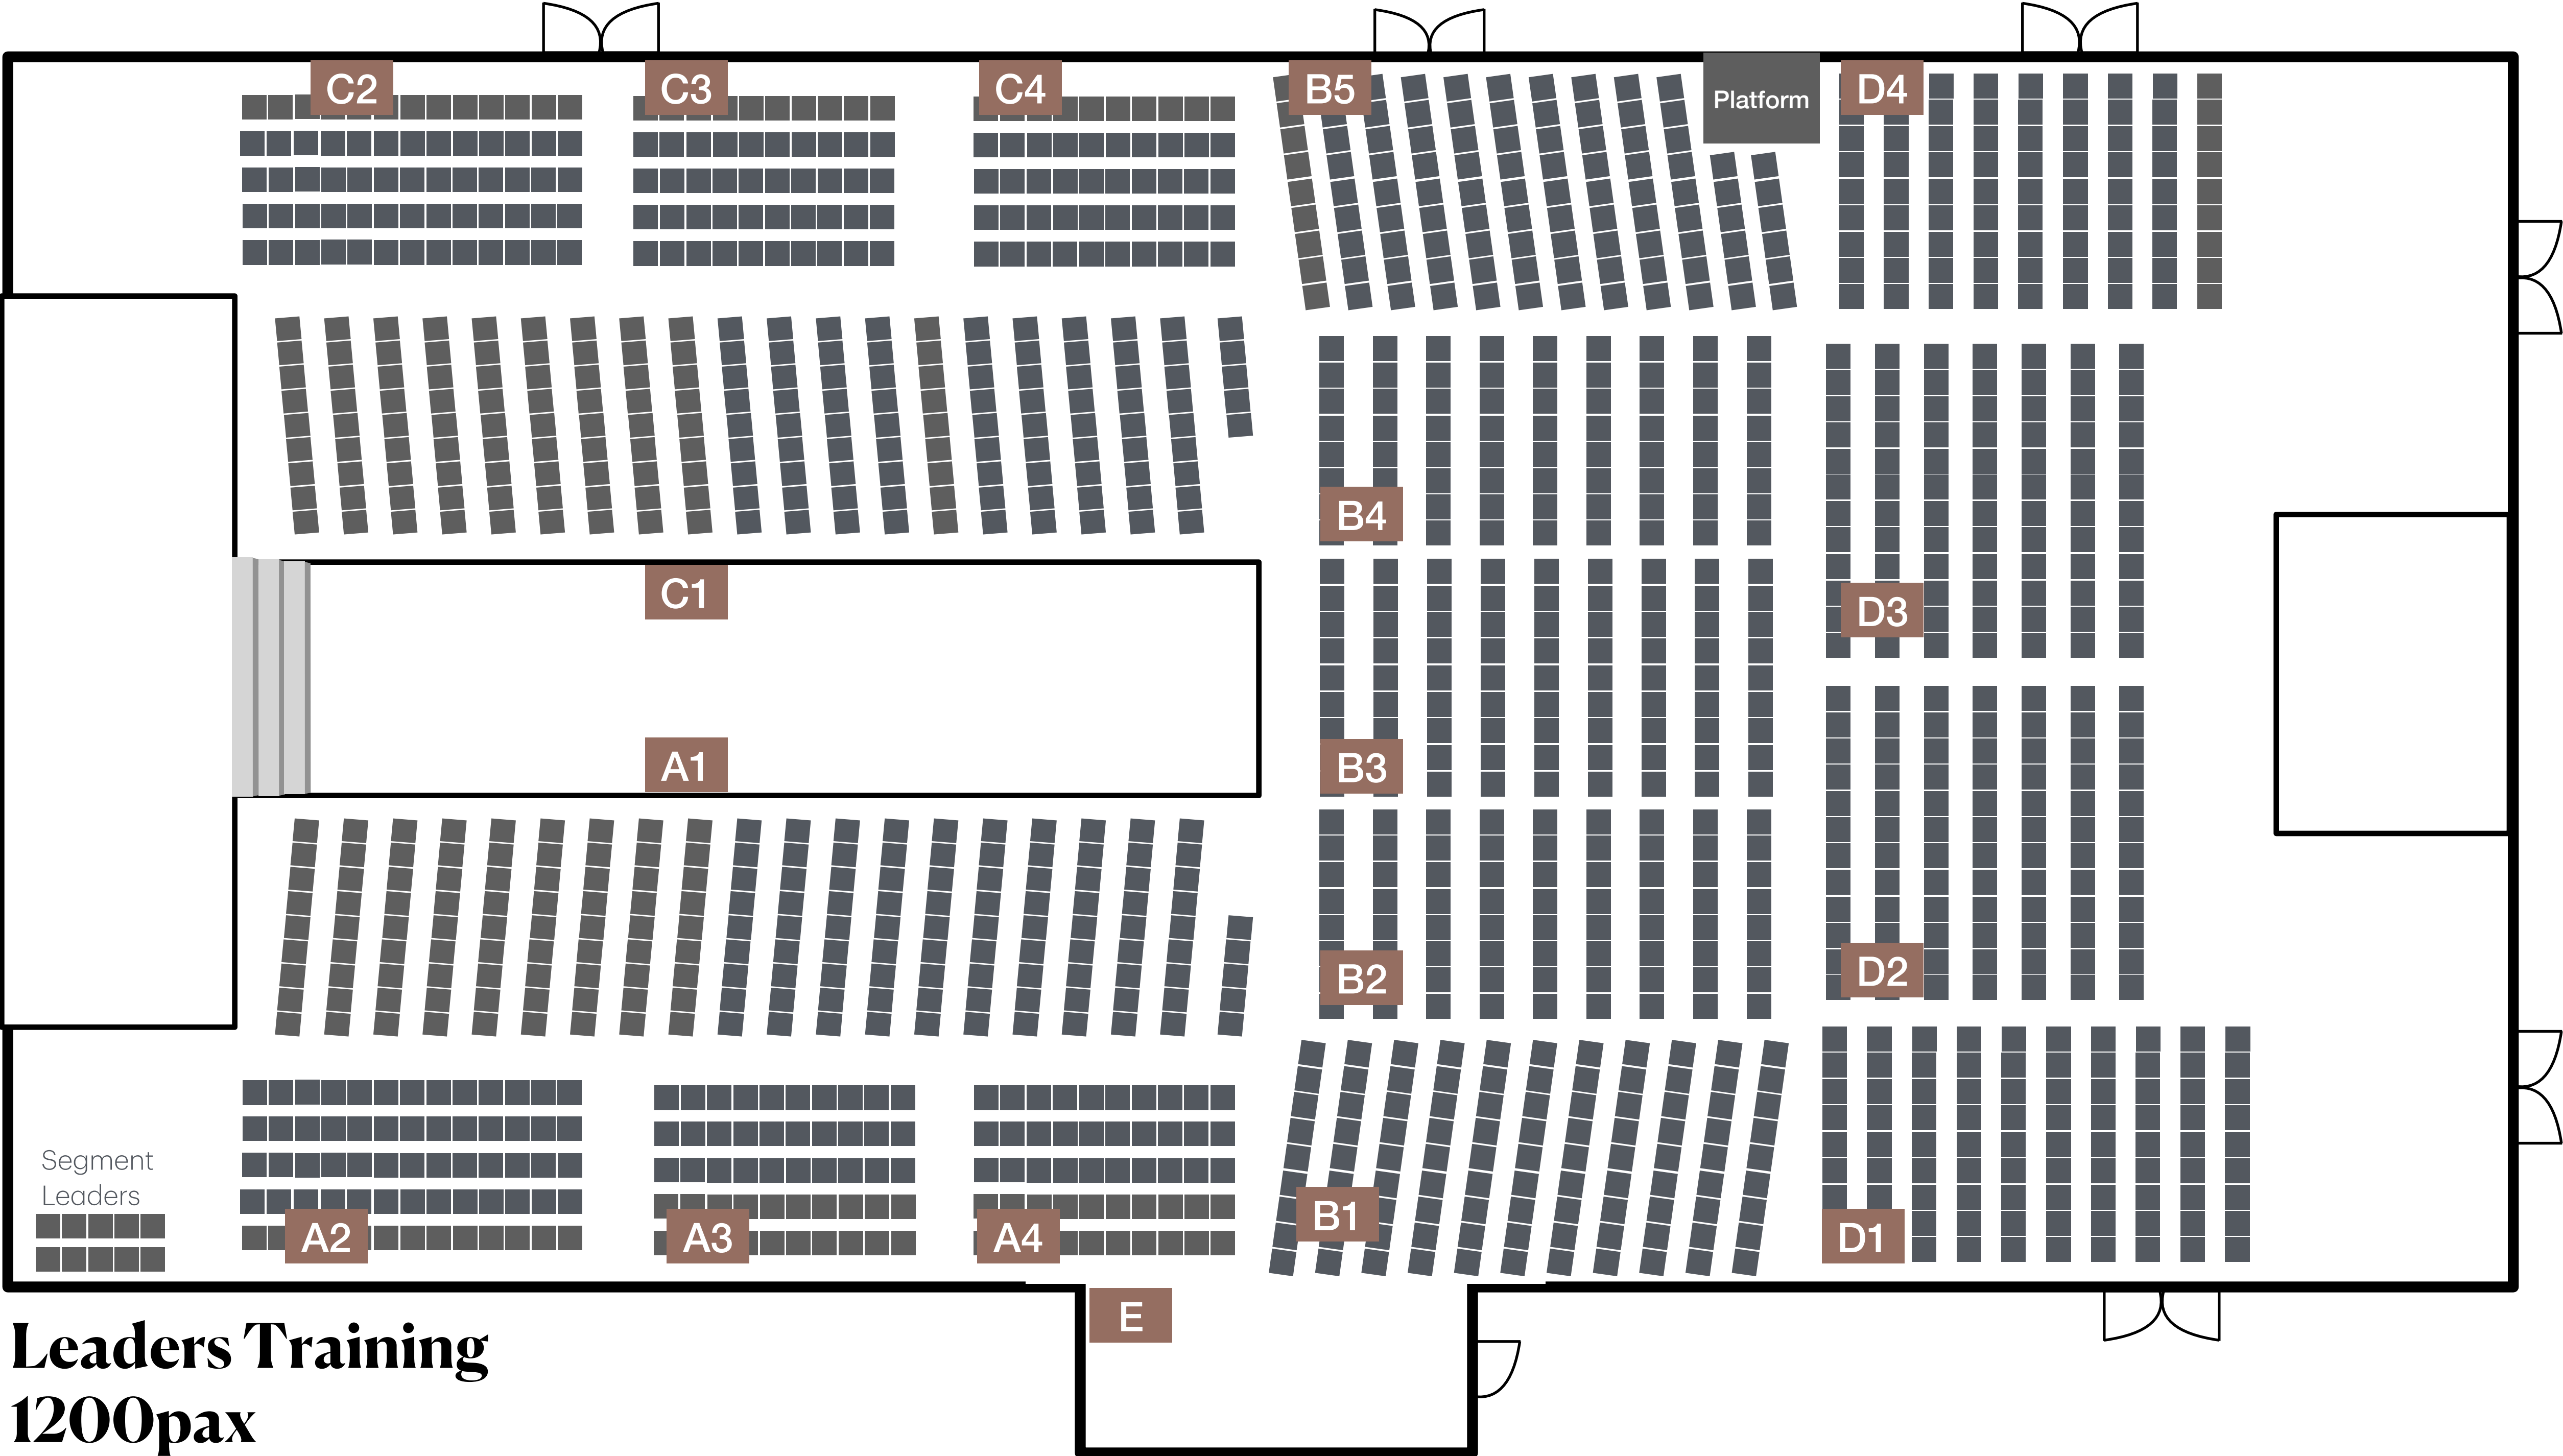 C2
C3
C4
B5
Platform
D4
B4
C1
D3
A1
B3
B2
D2
Segment
Leaders
A2
A3
A4
B1
D1
E
Leaders Training
1200pax